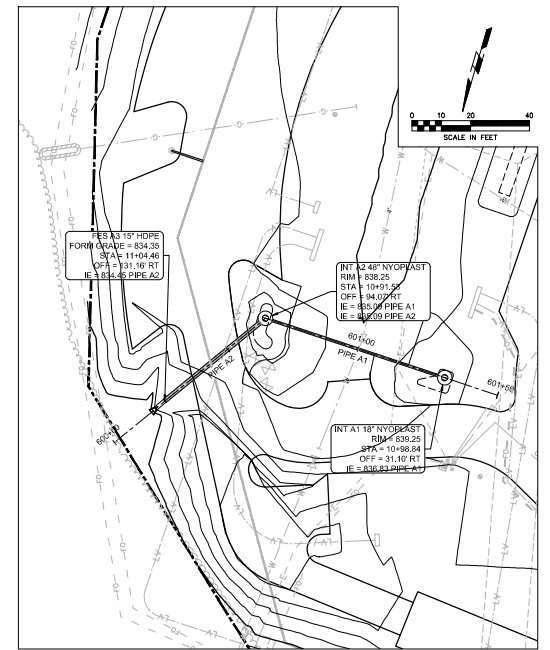 0 10 20 40
SCALE IN FEET
FES A3 15" HDPE
FORM GRADE = 834.35
STA = 11+04.46
OFF = 131.16' RT
IE = 834.45 PIPE A2
INT A2 48" NYOPLAST
RIM = 838.25
STA = 10+91.53
OFF = 94.07' RT
IE = 835.09 PIPE A1
IE = 835.09 PIPE A2
601+00
PIPE A1
PIPE A2
601+58
600+00
INT A1 18" NYOPLAST
RIM = 839.25
STA = 10+98.84
OFF = 31.10' RT
IE = 836.83 PIPE A1